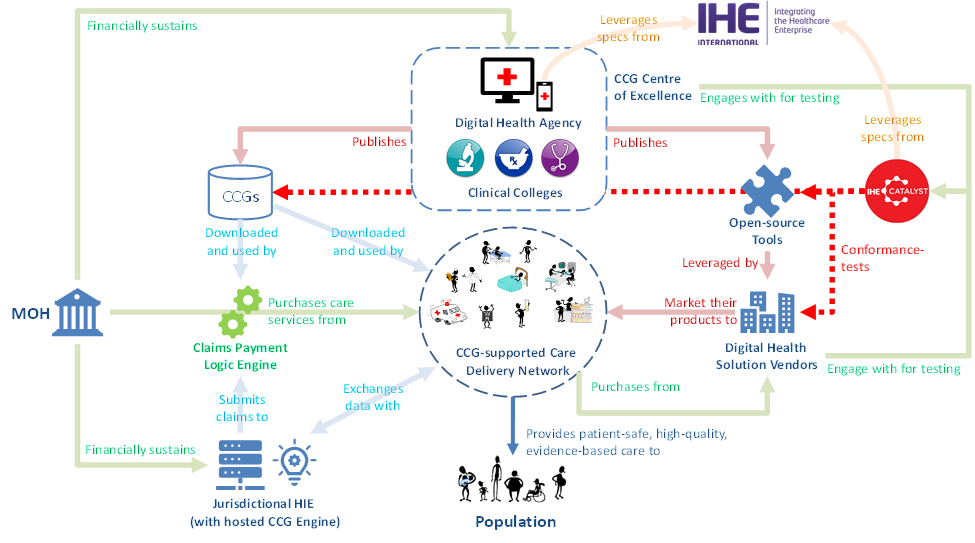 Financially sustains
Leverages
specs from
IHE
INTERNATIONAL
Integrating
the Healthcare
Enterprise
CCG Centre
of Excellence
Engages with for testing
Digital Health Agency
Publishes
Publishes
Leverages
specs from
Rx
Clinical Colleges
CCGs
IHE CATALYST
Open-source
Tools
Downloaded
and used by
Downloaded
and used by
Conformance-
tests
Leveraged by
MOH
Purchases care
services from
Market their
products to
Claims Payment
Logic Engine
CCG-supported Care
Delivery Network
Digital Health
Solution Vendors
Engage with for testing
Submits
claims to
Exchanges
data with
Purchases from
Financially sustains
Provides patient-safe, high-quality,
evidence-based care to
Jurisdictional HIE
(with hosted CCG Engine)
Population